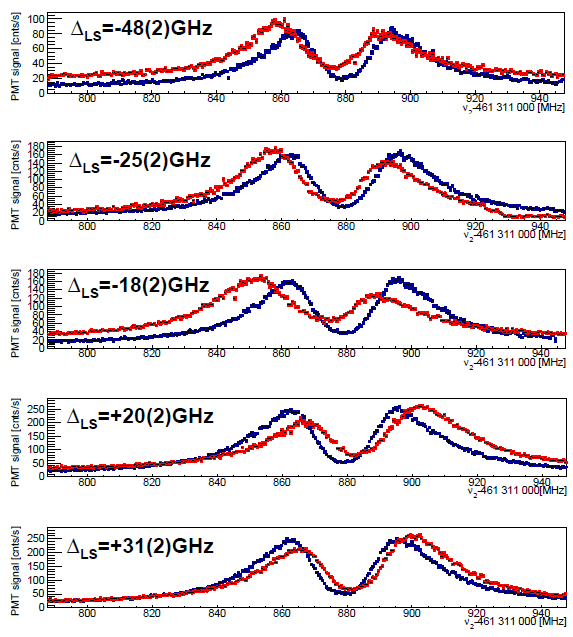 PMT signal [cnts/s]
100
80
60
40
20
0
Δ_LS=-48(2)GHz
800 820 840 860 880 900 920 940
ν₂-461 311 000 [MHz]
PMT signal [cnts/s]
180
160
140
120
100
80
60
40
20
0
Δ_LS=-25(2)GHz
800 820 840 860 880 900 920 940
ν₂-461 311 000 [MHz]
PMT signal [cnts/s]
180
160
140
120
100
80
60
40
20
0
Δ_LS=-18(2)GHz
800 820 840 860 880 900 920 940
ν₂-461 311 000 [MHz]
PMT signal [cnts/s]
250
200
150
100
50
0
Δ_LS=+20(2)GHz
800 820 840 860 880 900 920 940
ν₂-461 311 000[MHz]
PMT signal [cnts/s]
250
200
150
100
50
0
Δ_LS=+31(2)GHz
800 820 840 860 880 900 920 940
ν₂-461 311 000 [MHz]